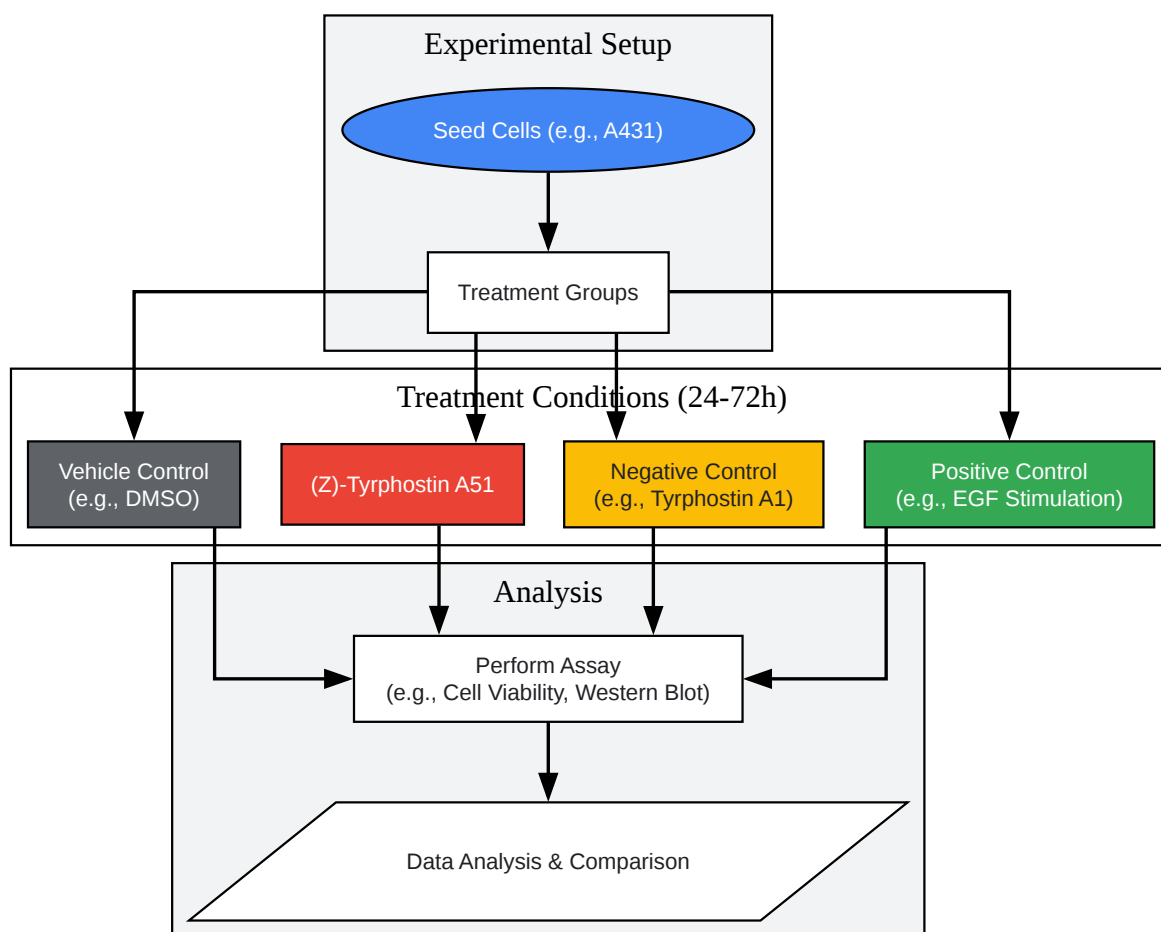 Experimental Setup
Seed Cells (e.g., A431)
Treatment Groups
Treatment Conditions (24-72h)
Vehicle Control
(e.g., DMSO)
(Z)-Tyrphostin A51
Negative Control
(e.g., Tyrphostin A1)
Positive Control
(e.g., EGF Stimulation)
Analysis
Perform Assay
(e.g., Cell Viability, Western Blot)
Data Analysis & Comparison